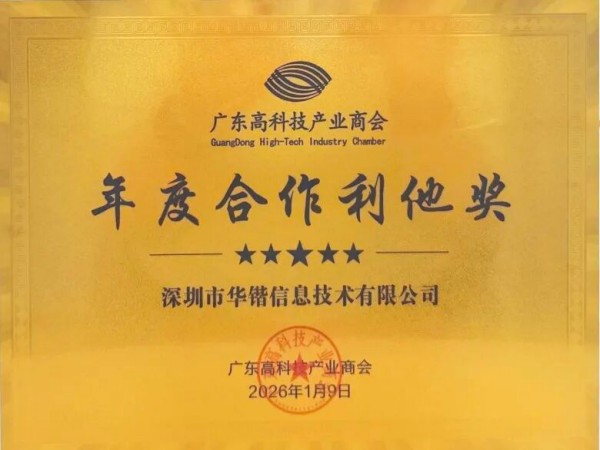 广东高科技产业商会
GuangDong High-Tech Industry Chamber
年度合作利他奖
深圳市华锴信息技术有限公司
广东高科技产业商会
2026年1月9日